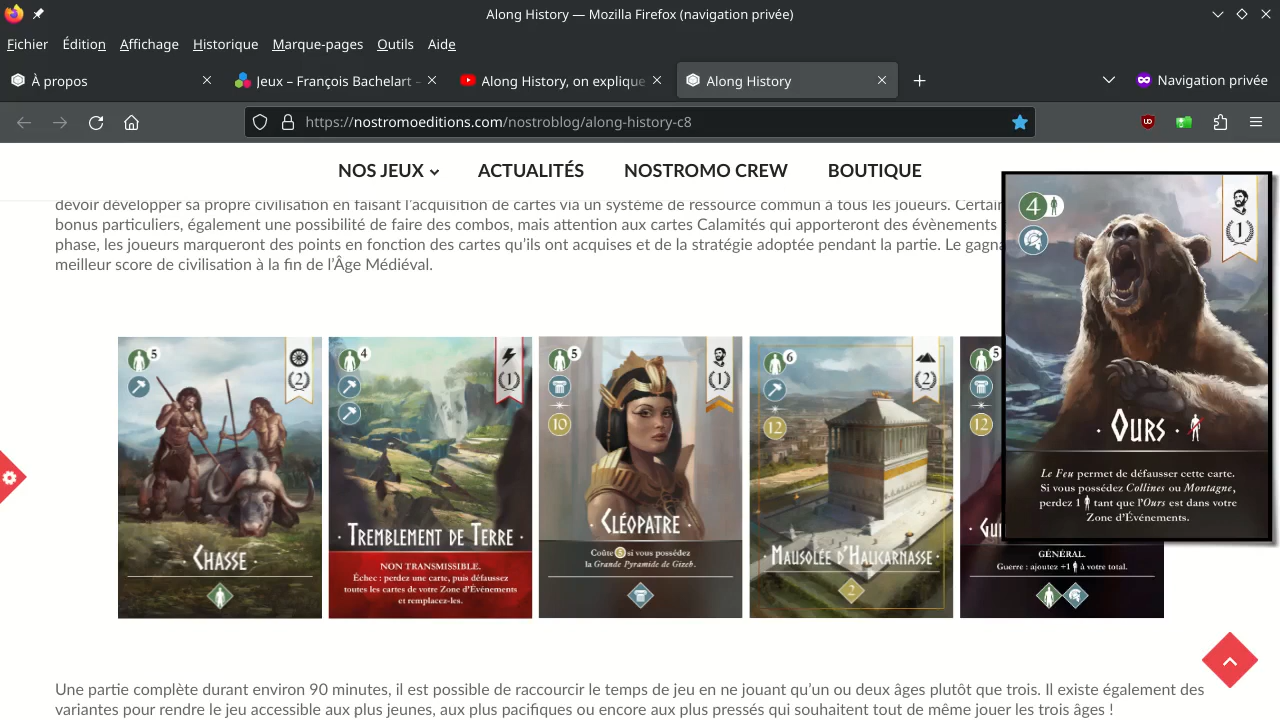 Along History — Mozilla Firefox (navigation privée)
Fichier Édition Affichage Historique Marque-pages Outils Aide
À propos
Jeux – François Bachelart -
Along History, on explique
Along History
Navigation privée
https://nostromoeditions.com/nostroblog/along-history-c8
NOS JEUX ACTUALITÉS NOSTROMO CREW BOUTIQUE
devoir développer sa propre civilisation en faisant l'acquisition de cartes via un système de ressource commun à tous les joueurs. Certain
bonus particuliers, également une possibilité de faire des combos, mais attention aux cartes Calamités qui apporteront des évènements
phase, les joueurs marqueront des points en fonction des cartes qu'ils ont acquises et de la stratégie adoptée pendant la partie. Le gagna
meilleur score de civilisation à la fin de l'Âge Médiéval.
5
2
· CHASSE ·
4
1
· TREMBLEMENT DE TERRE ·
NON TRANSMISSIBLE.
Échec : perdez une carte, puis défaussez
toutes les cartes de votre Zone d'Événements
et remplacez-les.
5
10
1
· CLÉOPATRE ·
Coûte 5 si vous possédez
la Grande Pyramide de Gizeh.
6
12
2
· MAUSOLÉE D'HALICARNASSE ·
2
5
12
· GU
GÉNÉRAL.
Guerre : ajoutez +1 à votre total.
4
1
· OURS ·
Le Feu permet de défausser cette carte.
Si vous possédez Collines ou Montagne,
perdez 1 tant que l'Ours est dans votre
Zone d'Événements.
Une partie complète durant environ 90 minutes, il est possible de raccourcir le temps de jeu en ne jouant qu'un ou deux âges plutôt que trois. Il existe également des
variantes pour rendre le jeu accessible aux plus jeunes, aux plus pacifiques ou encore aux plus pressés qui souhaitent tout de même jouer les trois âges !